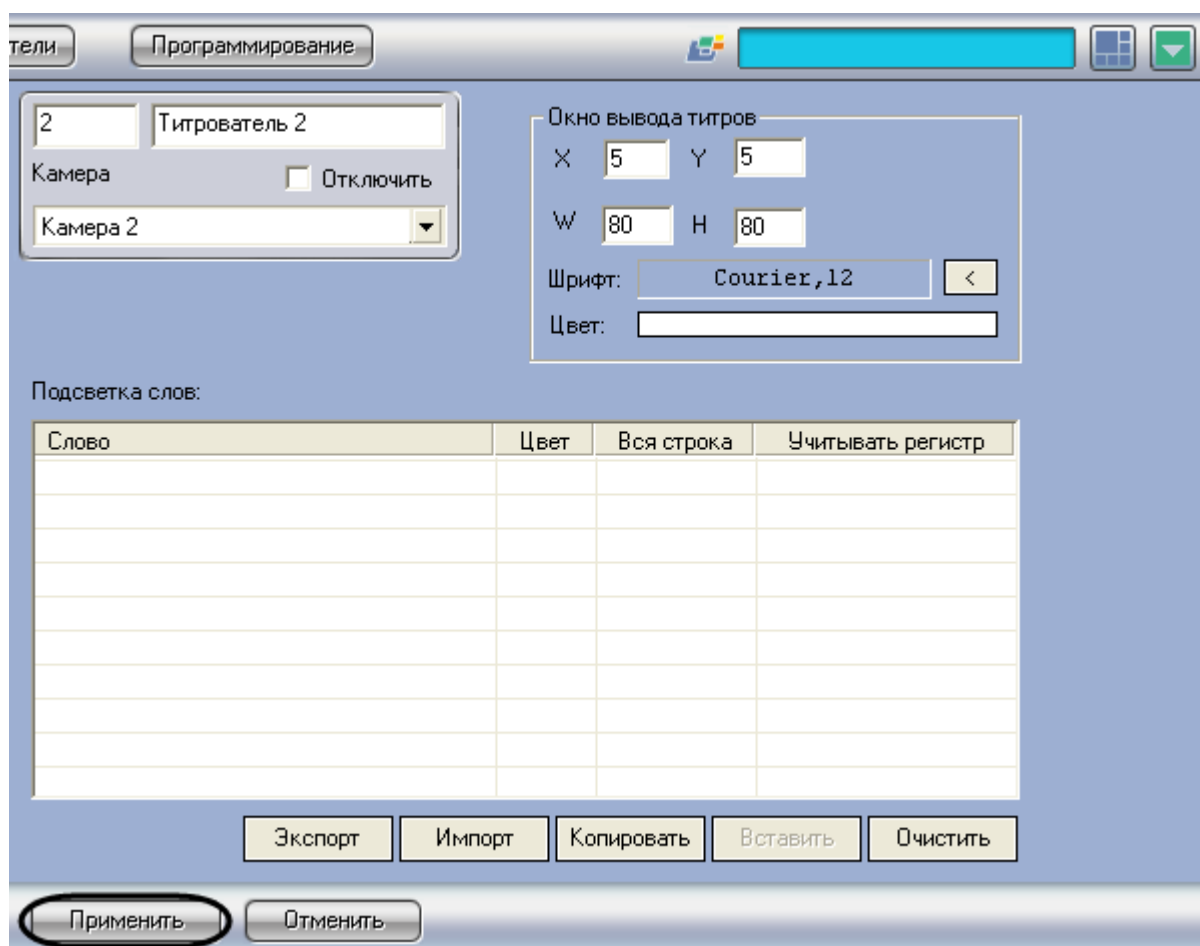 тели Программирование
2 Титрователь 2
Камера Отключить
Камера 2
Окно вывода титров
X 5 Y 5
W 80 H 80
Шрифт: Courier,12 <
Цвет:
Подсветка слов:
Слово Цвет Вся строка Учитывать регистр
Экспорт Импорт Копировать Вставить Очистить
Применить Отменить